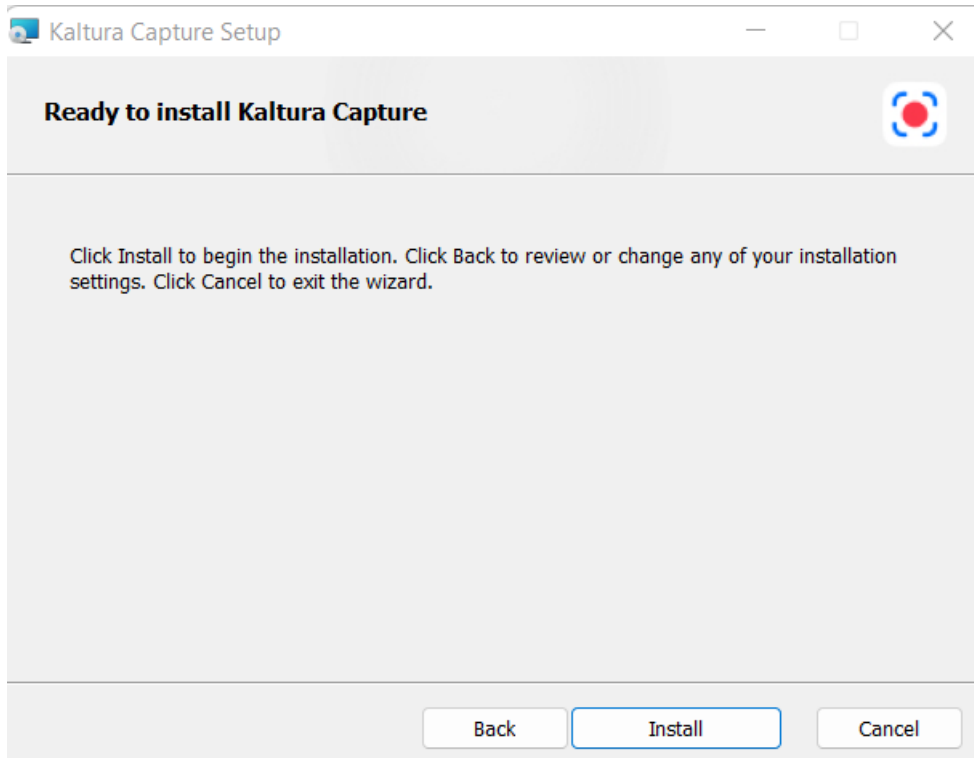 Kaltura Capture Setup
Ready to install Kaltura Capture
Click Install to begin the installation. Click Back to review or change any of your installation
settings. Click Cancel to exit the wizard.
Back
Install
Cancel